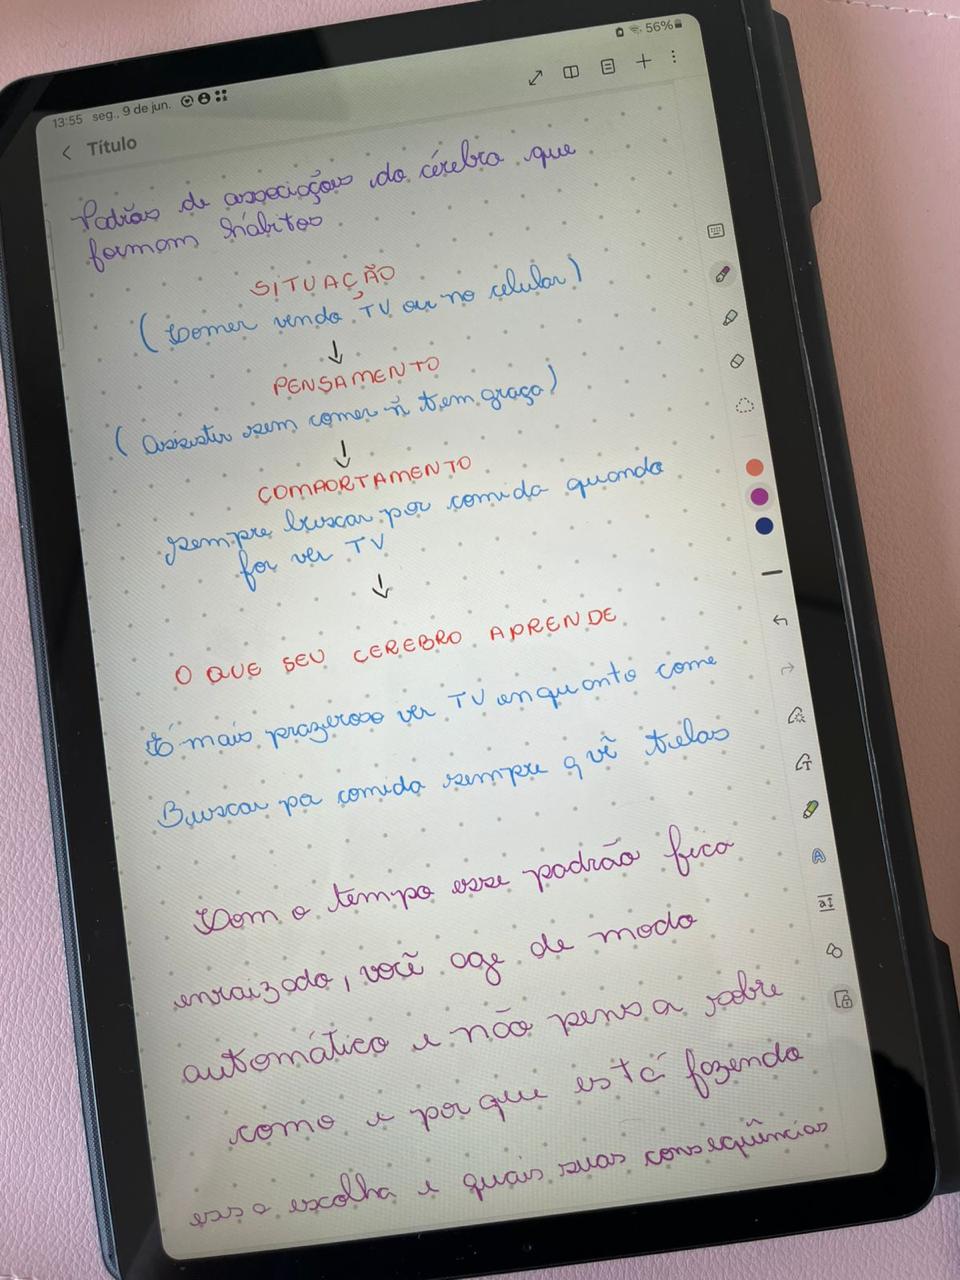 13:55 seg., 9 de jun.
56%
Título
Padrões de associações do cérebro que
formam hábitos
SITUAÇÃO
(Comer vendo TV ou no celular)
PENSAMENTO
(assistir sem comer ñ tem graça)
COMPORTAMENTO
sempre buscar por comida quando
for ver TV
O QUE SEU CEREBRO APRENDE
É mais prazeroso ver TV enquanto come
Buscar por comida sempre q vê telas
Com o tempo esse padrão fica
enraizado, você age de modo
automático e não pensa sobre
como e por que está fazendo
essa escolha e quais suas conseqüências